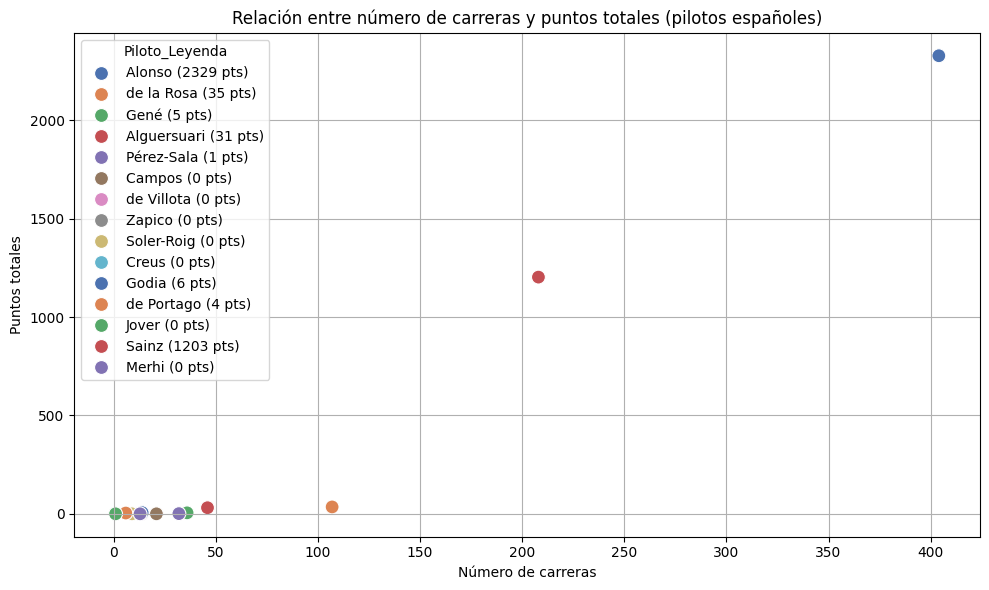 Relación entre número de carreras y puntos totales (pilotos españoles)
Piloto_Leyenda
Alonso (2329 pts)
de la Rosa (35 pts)
Gené (5 pts)
Alguersuari (31 pts)
Pérez-Sala (1 pts)
Campos (0 pts)
de Villota (0 pts)
Zapico (0 pts)
Soler-Roig (0 pts)
Creus (0 pts)
Godia (6 pts)
de Portago (4 pts)
Jover (0 pts)
Sainz (1203 pts)
Merhi (0 pts)
Puntos totales
2000
1500
1000
500
0
0 50 100 150 200 250 300 350 400
Número de carreras